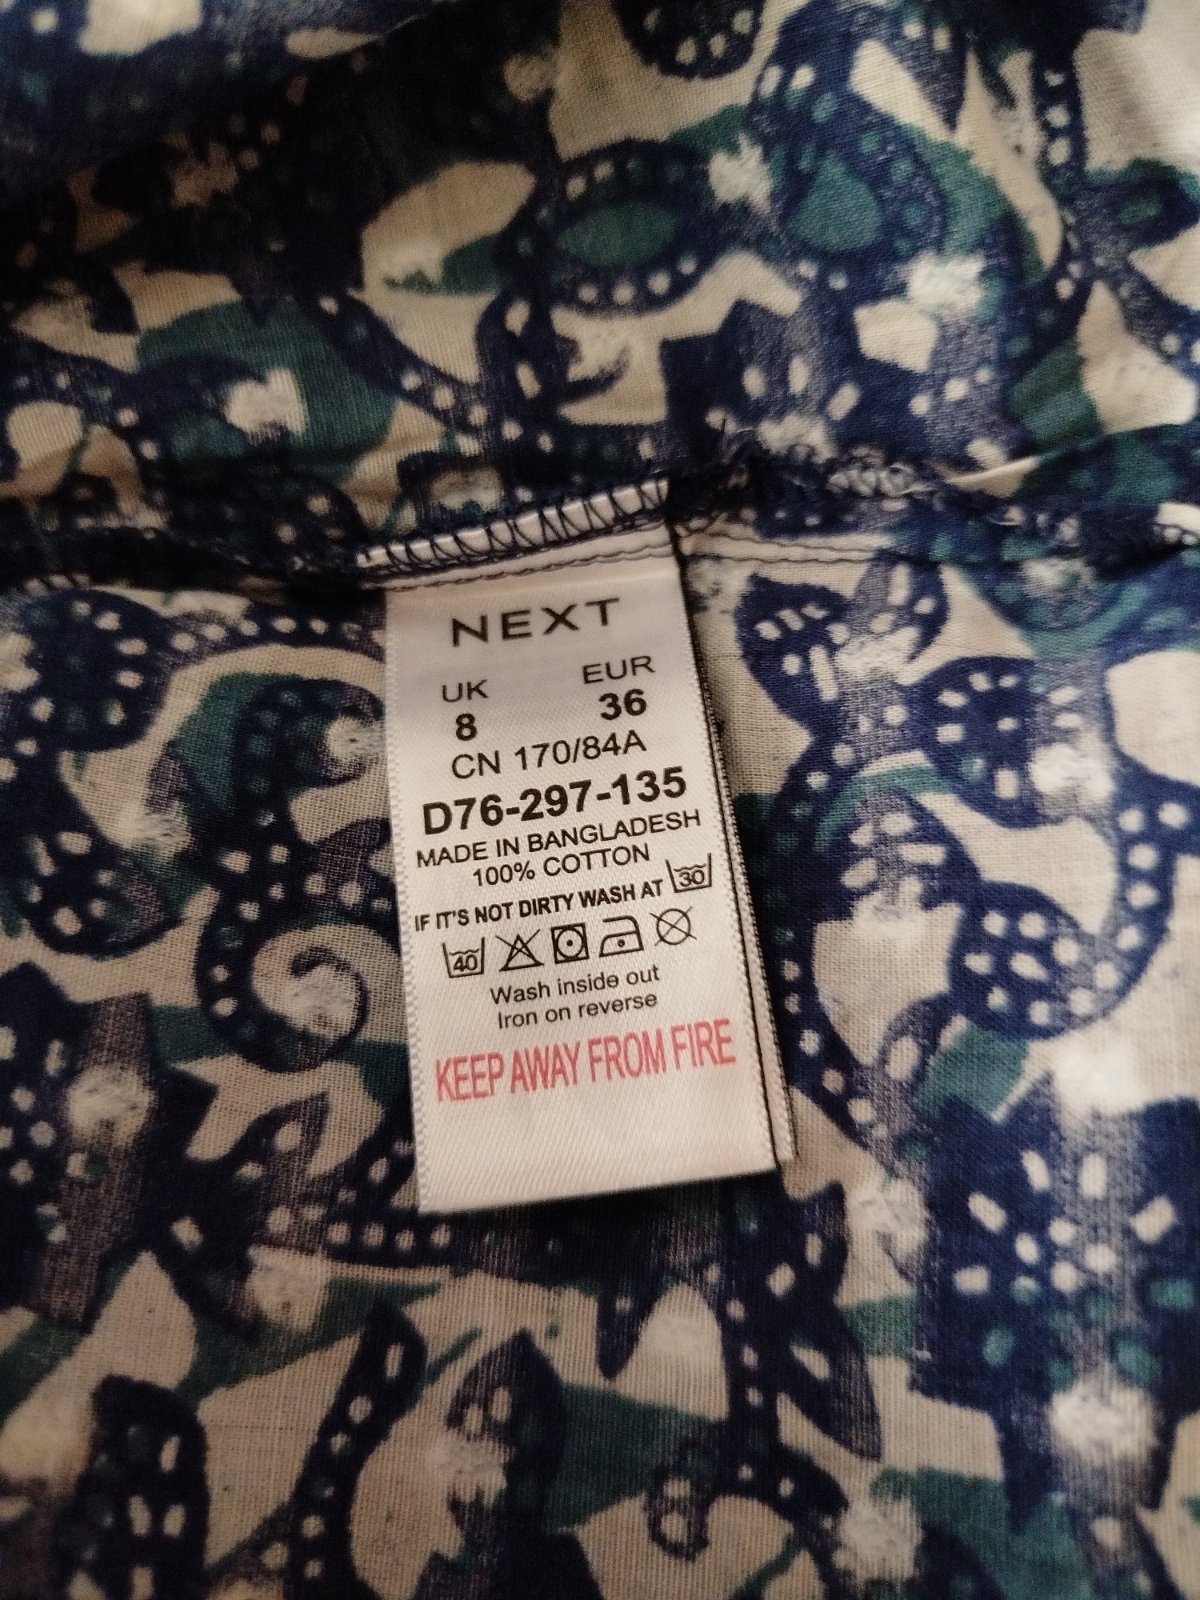 NEXT
UK EUR
8 36
CN 170/84A
D76-297-135
MADE IN BANGLADESH
100% COTTON
IF IT'S NOT DIRTY WASH AT 30
40
Wash inside out
Iron on reverse
KEEP AWAY FROM FIRE